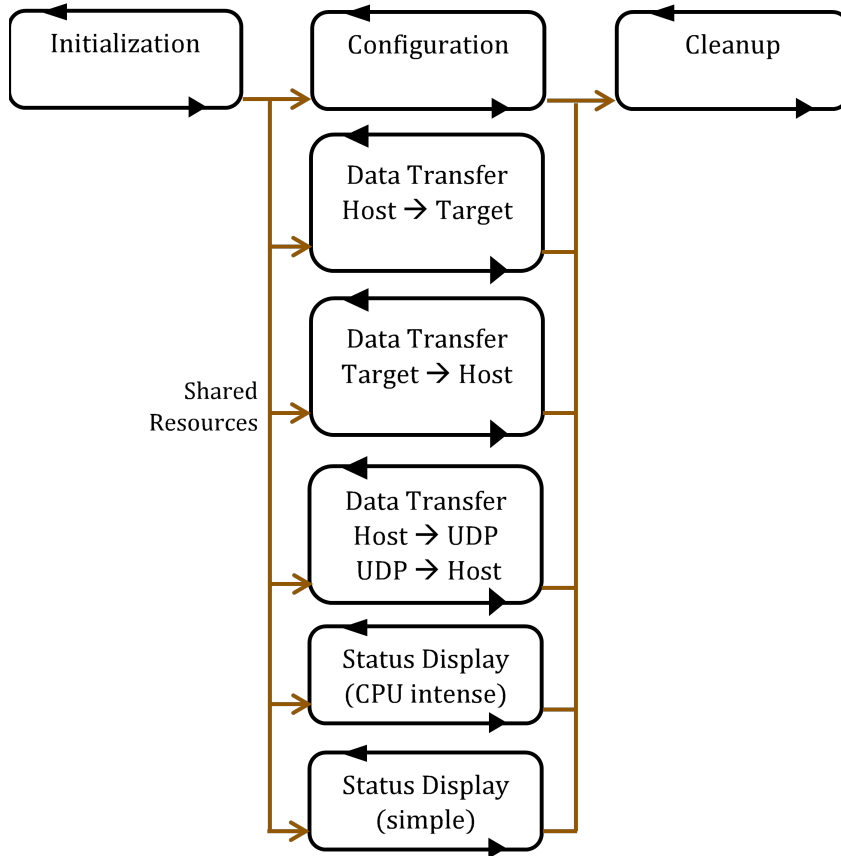 Initialization
Configuration
Cleanup
Data Transfer
Host → Target
Data Transfer
Target → Host
Shared
Resources
Data Transfer
Host → UDP
UDP → Host
Status Display
(CPU intense)
Status Display
(simple)